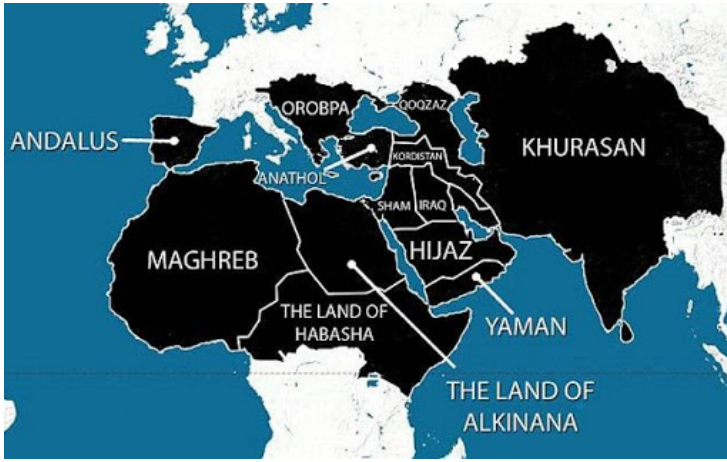 OROBPA
QOQZAZ
ANDALUS
KHURASAN
KORDISTAN
ANATHOL
SHAM
IRAQ
HIJAZ
MAGHREB
THE LAND OF
HABASHA
YAMAN
THE LAND OF
ALKINANA